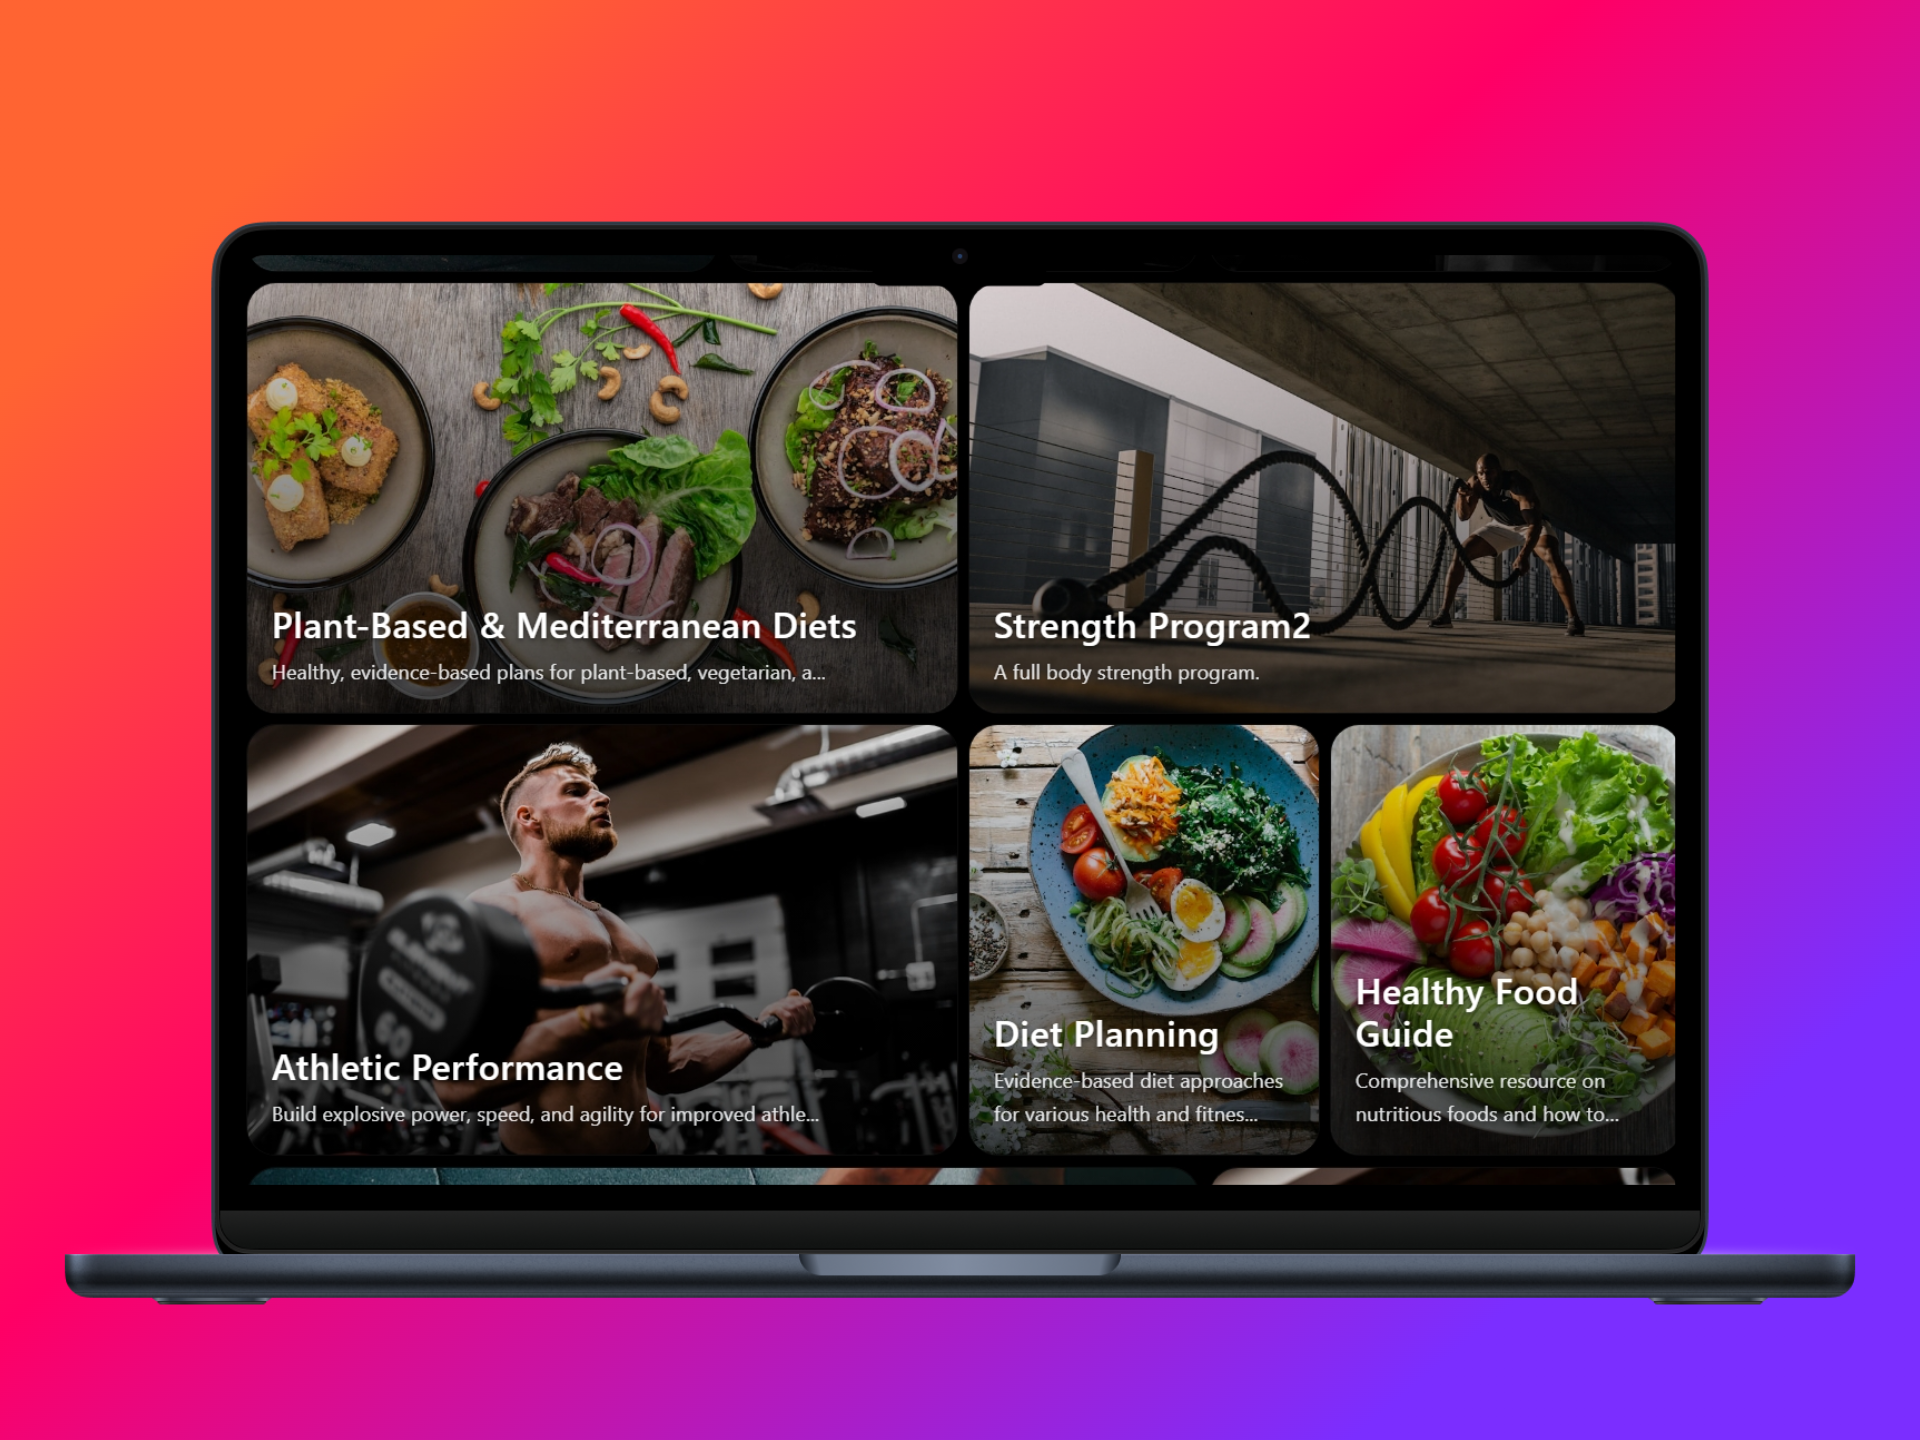 Plant-Based & Mediterranean Diets
Healthy, evidence-based plans for plant-based, vegetarian, a...
Strength Program2
A full body strength program.
Athletic Performance
Build explosive power, speed, and agility for improved athle...
Diet Planning
Evidence-based diet approaches
for various health and fitnes...
Healthy Food
Guide
Comprehensive resource on
nutritious foods and how to...